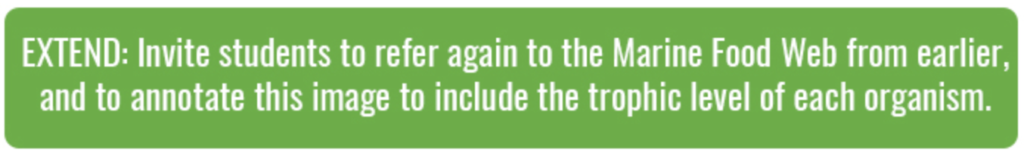 EXTEND: Invite students to refer again to the Marine Food Web from earlier,
and to annotate this image to include the trophic level of each organism.